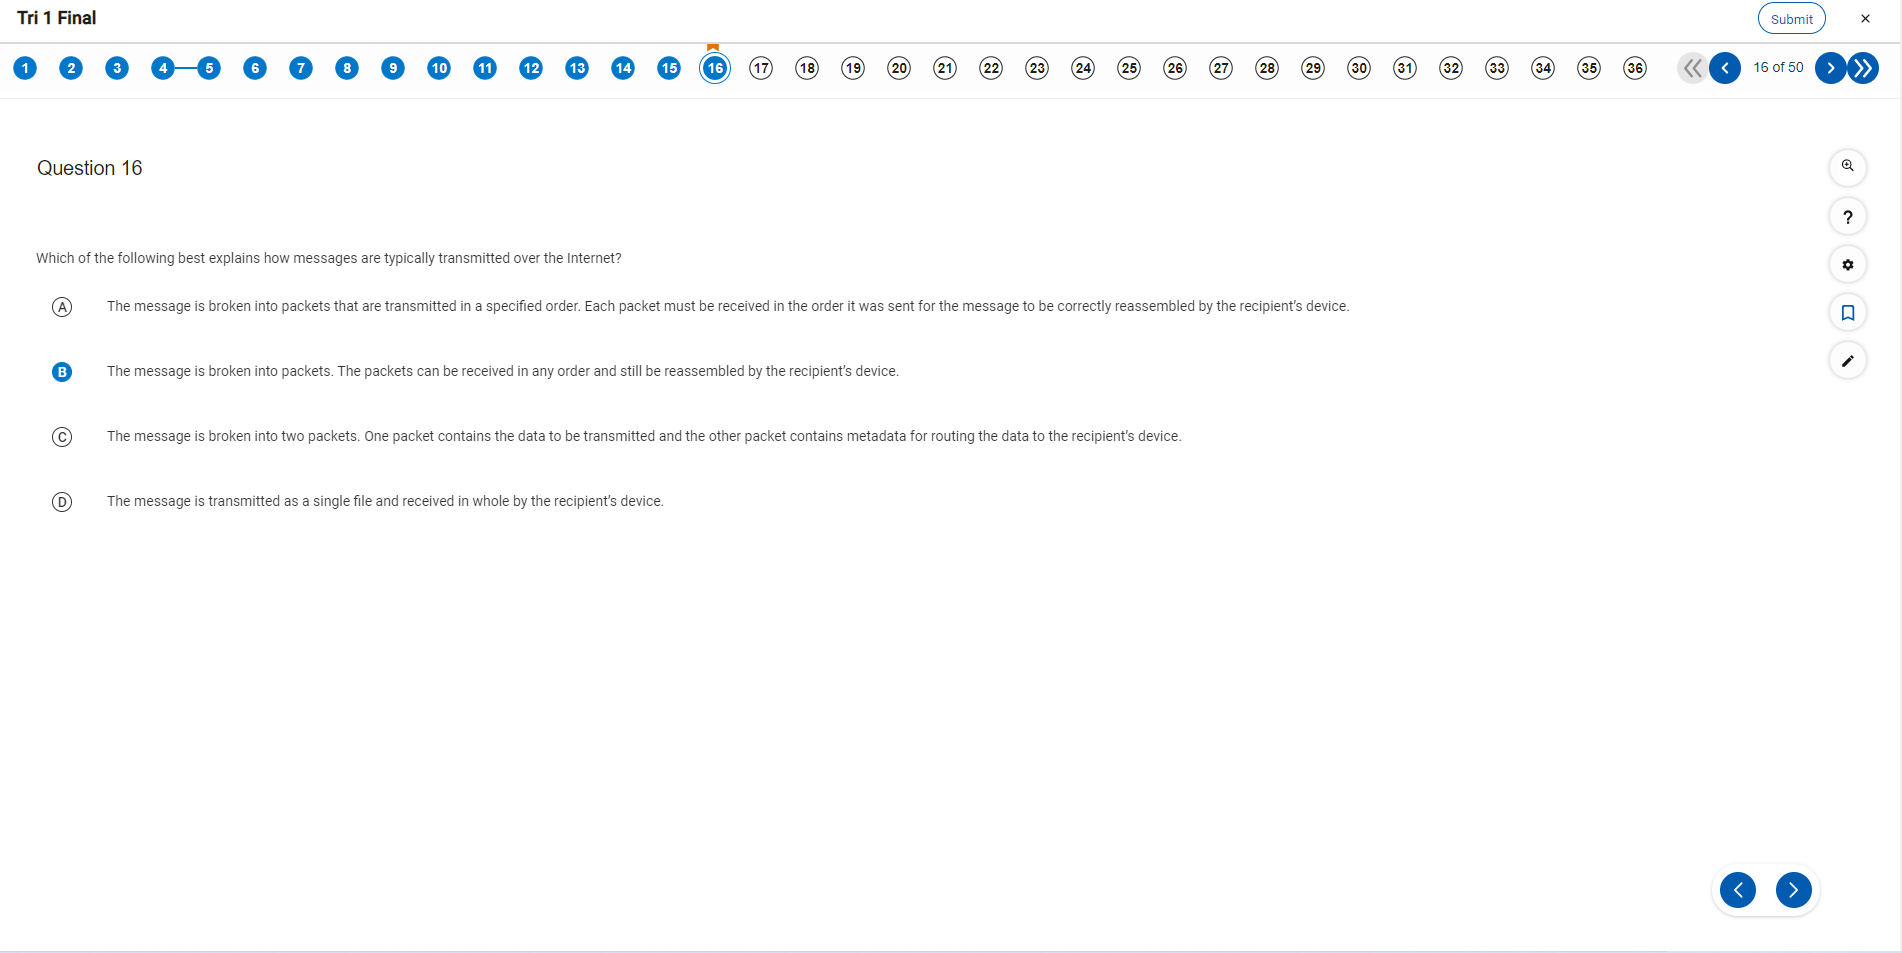 Tri 1 Final
Submit
1 2 3 4 5 6 7 8 9 10 11 12 13 14 15 16 17 18 19 20 21 22 23 24 25 26 27 28 29 30 31 32 33 34 35 36 16 of 50
Question 16
?
Which of the following best explains how messages are typically transmitted over the Internet?
A The message is broken into packets that are transmitted in a specified order. Each packet must be received in the order it was sent for the message to be correctly reassembled by the recipient’s device.
B The message is broken into packets. The packets can be received in any order and still be reassembled by the recipient’s device.
C The message is broken into two packets. One packet contains the data to be transmitted and the other packet contains metadata for routing the data to the recipient’s device.
D The message is transmitted as a single file and received in whole by the recipient’s device.